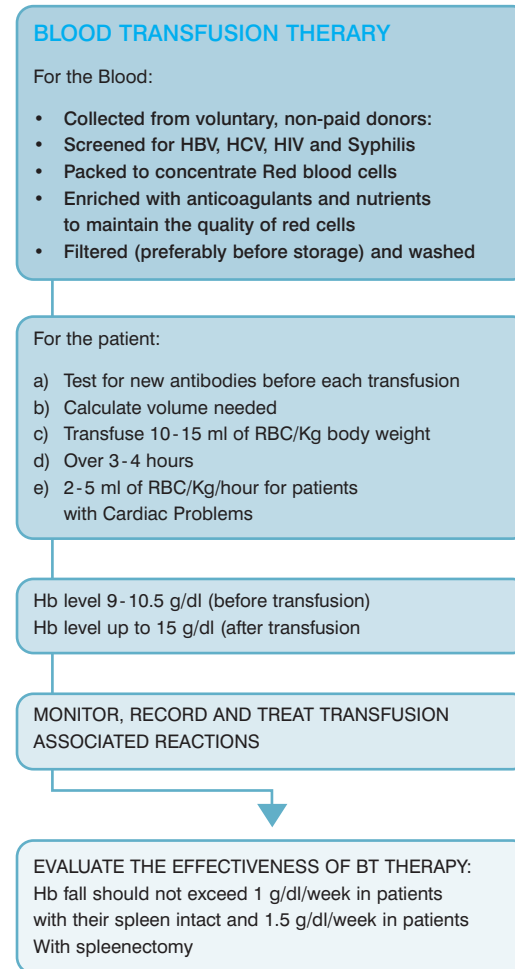 BLOOD TRANSFUSION THERARY
For the Blood:
• Collected from voluntary, non-paid donors:
• Screened for HBV, HCV, HIV and Syphilis
• Packed to concentrate Red blood cells
• Enriched with anticoagulants and nutrients
to maintain the quality of red cells
• Filtered (preferably before storage) and washed
For the patient:
a) Test for new antibodies before each transfusion
b) Calculate volume needed
c) Transfuse 10-15 ml of RBC/Kg body weight
d) Over 3-4 hours
e) 2-5 ml of RBC/Kg/hour for patients
with Cardiac Problems
Hb level 9-10.5 g/dl (before transfusion)
Hb level up to 15 g/dl (after transfusion
MONITOR, RECORD AND TREAT TRANSFUSION
ASSOCIATED REACTIONS
EVALUATE THE EFFECTIVENESS OF BT THERAPY:
Hb fall should not exceed 1 g/dl/week in patients
with their spleen intact and 1.5 g/dl/week in patients
With spleenectomy